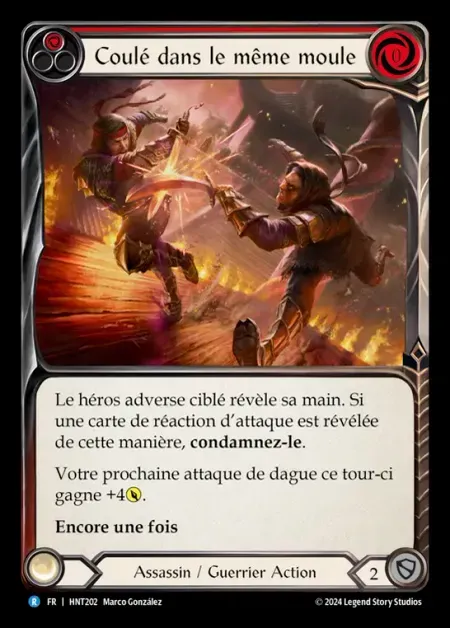 Coulé dans le même moule
0
Le héros adverse ciblé révèle sa main. Si
une carte de réaction d'attaque est révélée
de cette manière, condamnez-le.
Votre prochaine attaque de dague ce tour-ci
gagne +4.
Encore une fois
Assassin / Guerrier Action
2
R FR | HNT202 Marco González
© 2024 Legend Story Studios